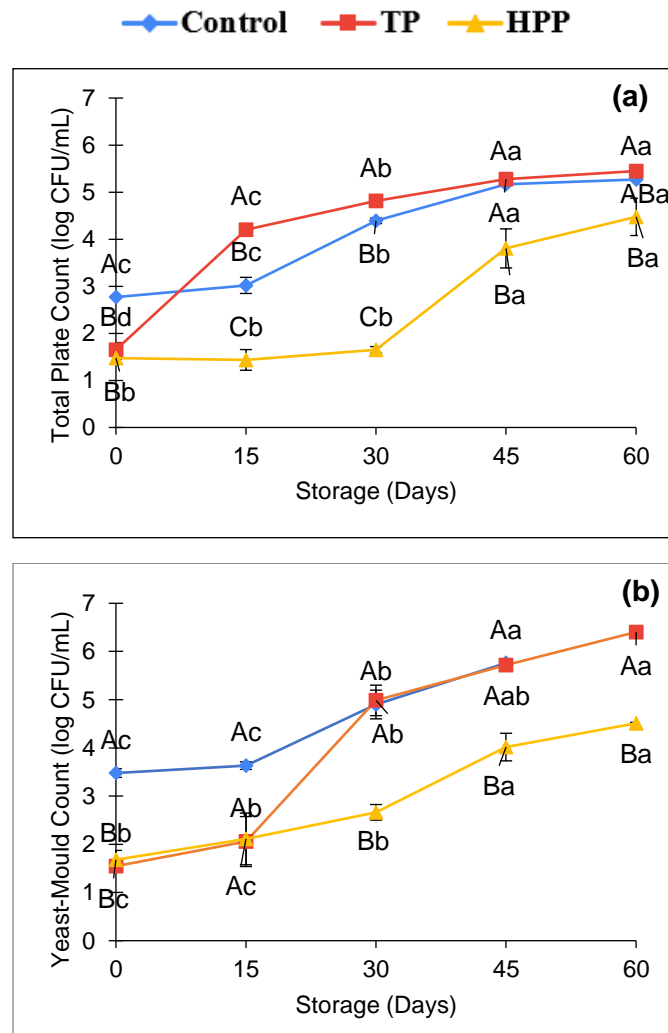 Control TP HPP
(a)
Total Plate Count (log CFU/mL)
7
6
5
4
3
2
1
0
Ac
Bd
Bb
Ac
Bc
Cb
Ab
Bb
Cb
Aa
Aa
Ba
Aa
ABa
Ba
0 15 30 45 60
Storage (Days)
(b)
Yeast-Mould Count (log CFU/mL)
7
6
5
4
3
2
1
0
Ac
Bb
Bc
Ac
Ab
Ac
Ab
Ab
Bb
Aa
Aab
Ba
Aa
Ba
0 15 30 45 60
Storage (Days)